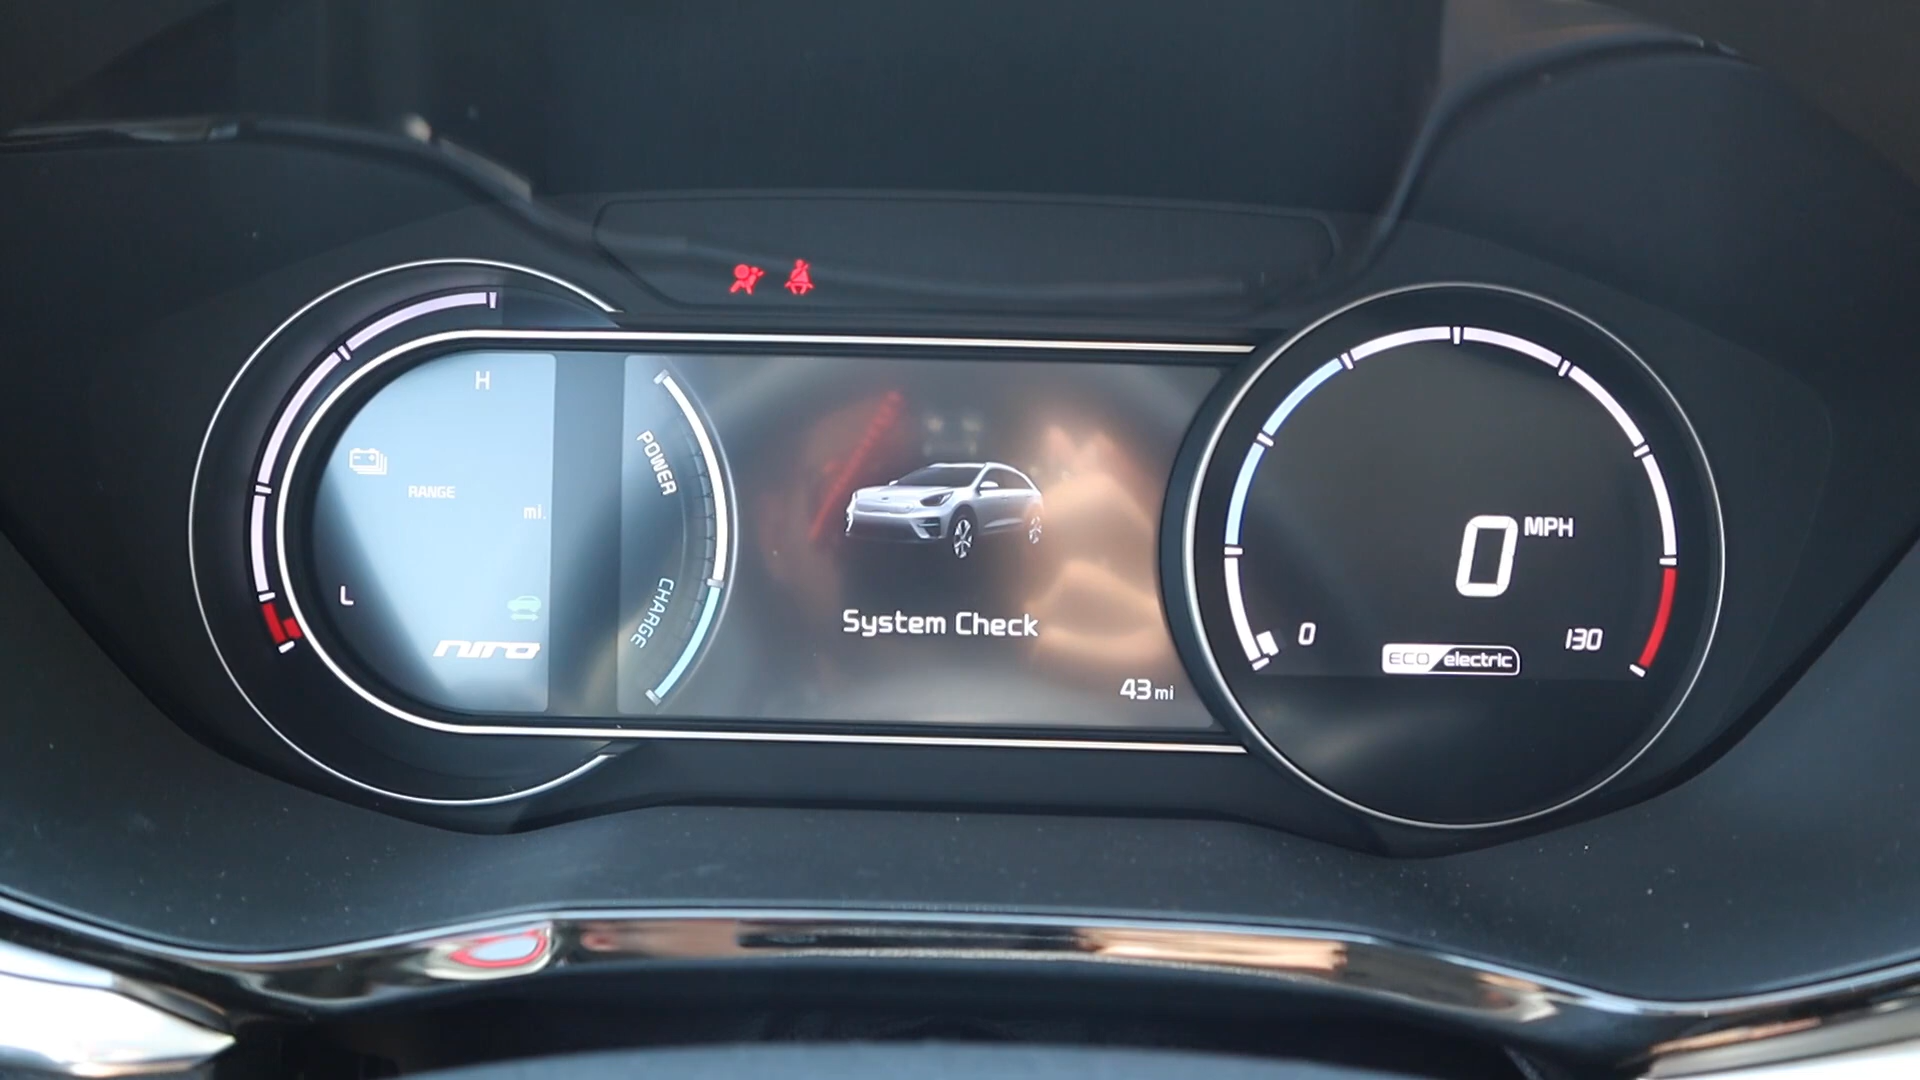 H
RANGE
mi.
L
niro
POWER
CHARGE
System Check
43 mi
0 MPH
0
130
ECO electric